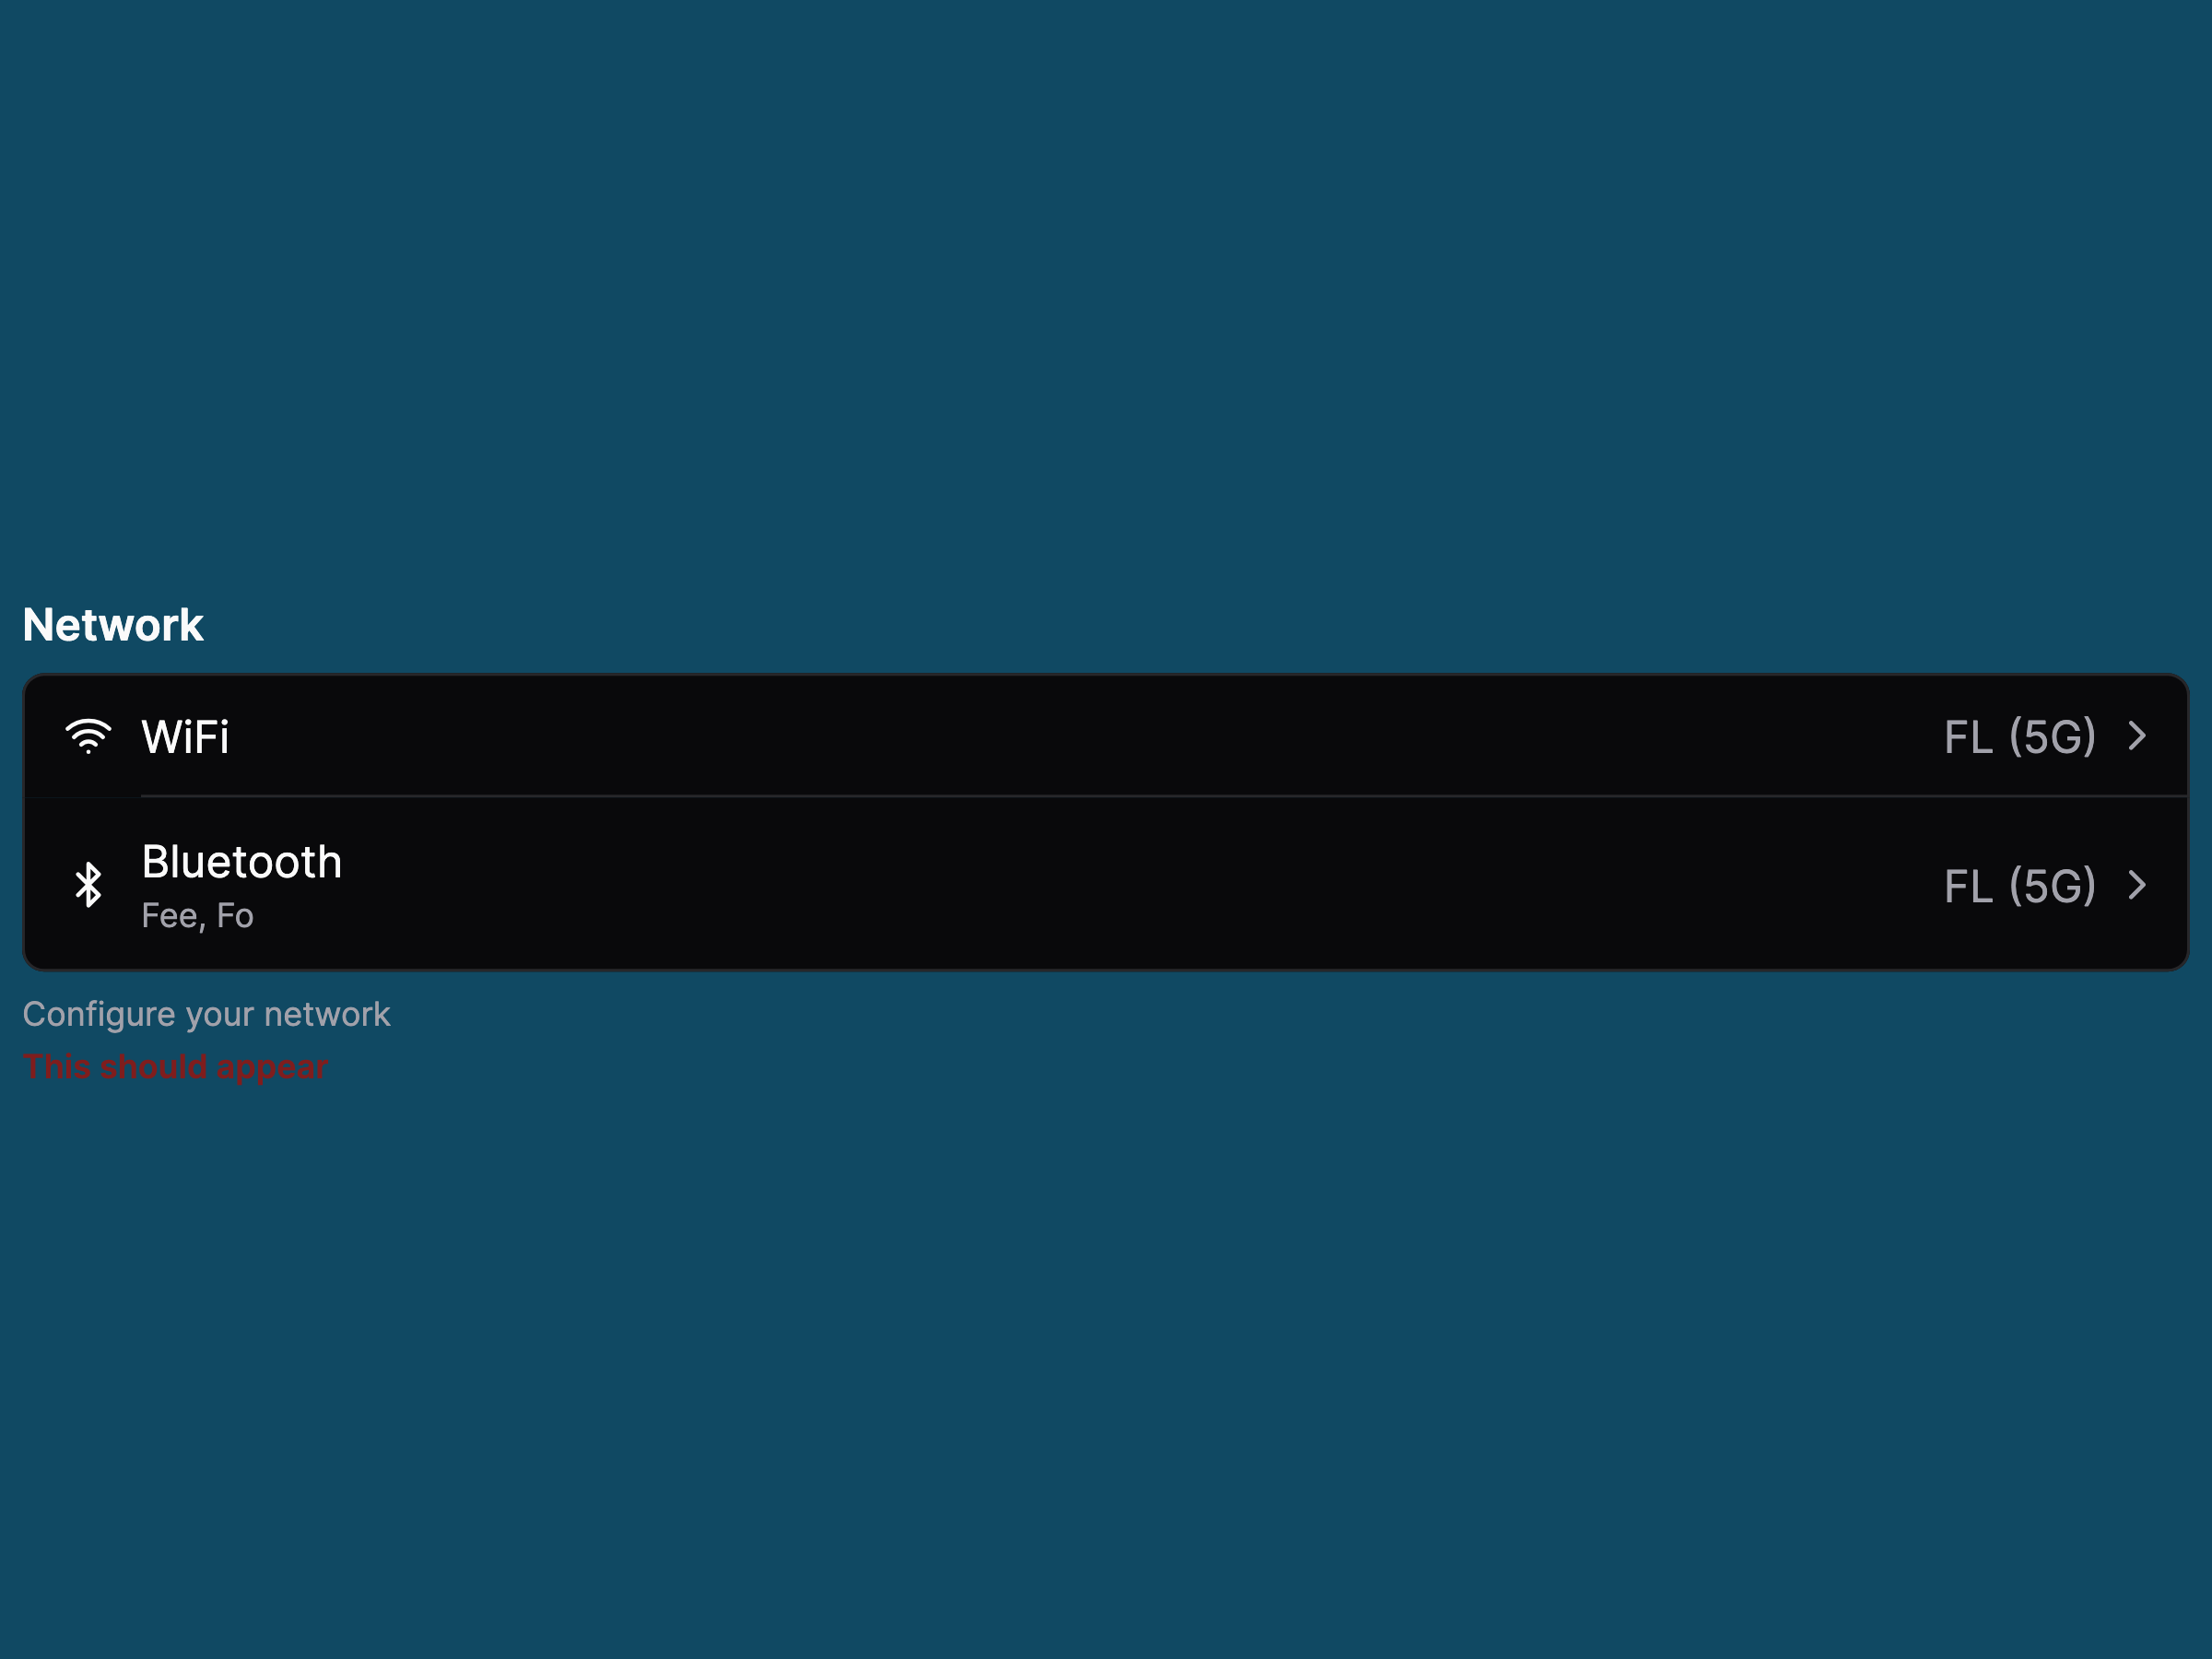 Network
WiFi FL (5G)
Bluetooth
Fee, Fo
FL (5G)
Configure your network
This should appear